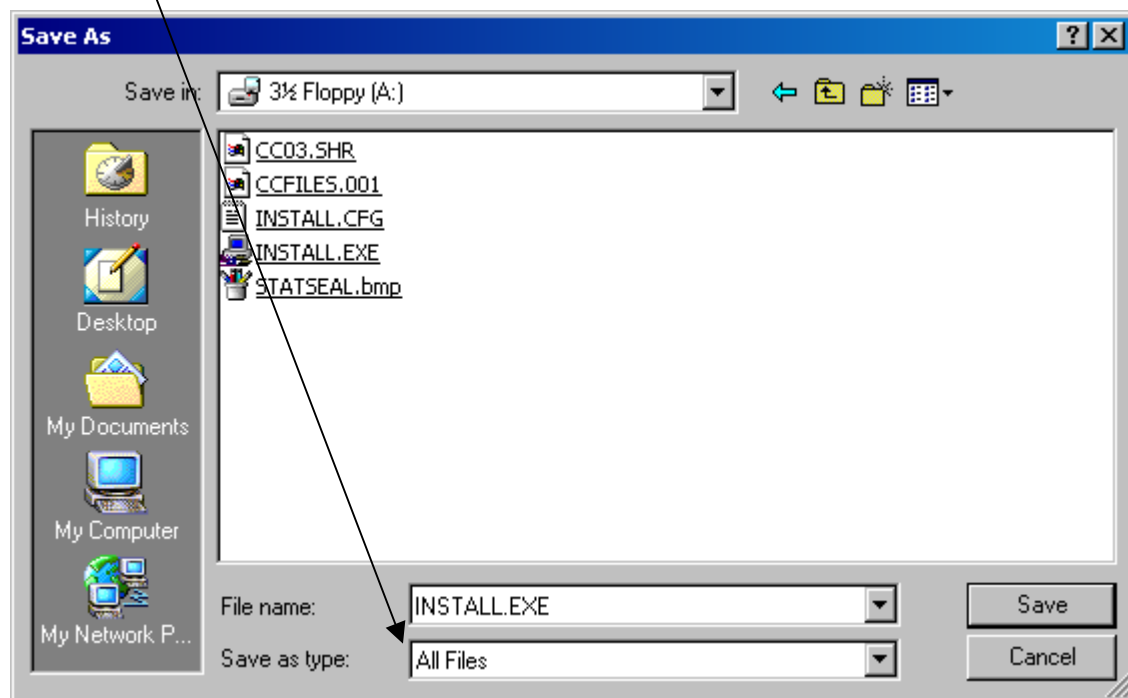 Save As
Save in: 3½ Floppy (A:)
History
Desktop
My Documents
My Computer
My Network P...
CC03.SHR
CCFILES.001
INSTALL.CFG
INSTALL.EXE
STATSEAL.bmp
File name: INSTALL.EXE Save
Save as type: All Files Cancel